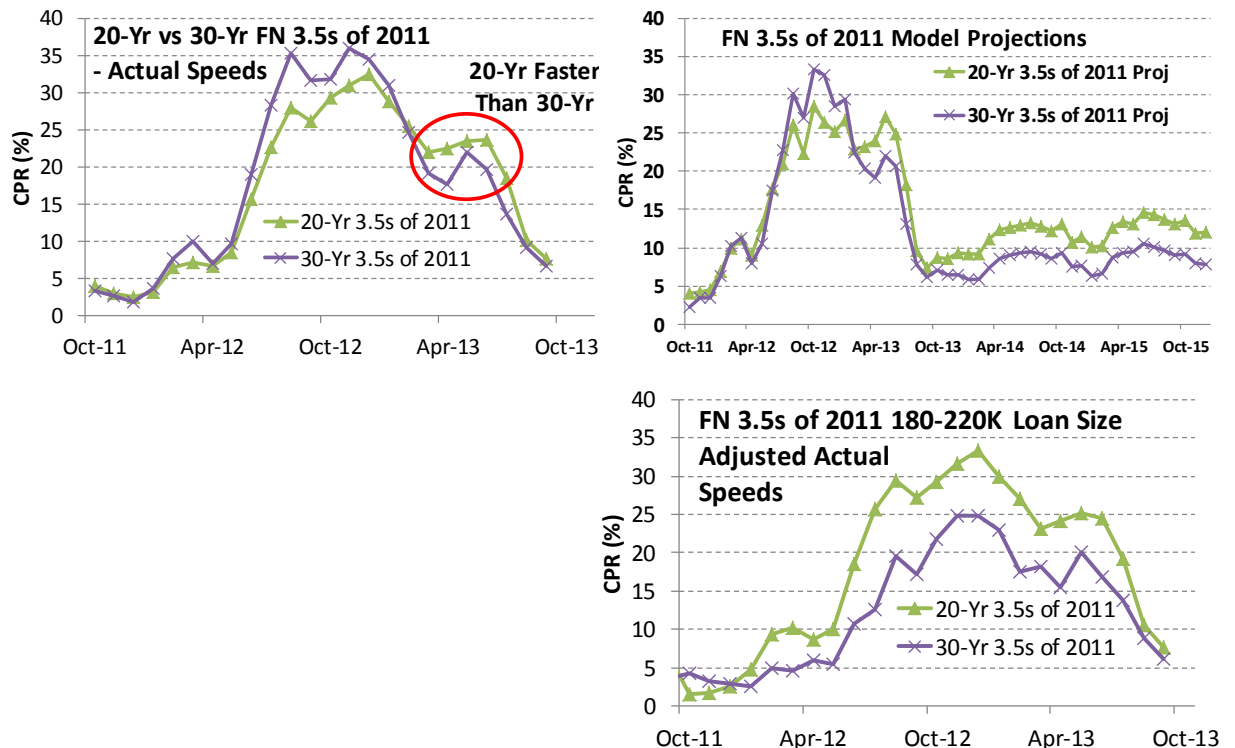 20-Yr vs 30-Yr FN 3.5s of 2011
- Actual Speeds
20-Yr Faster
Than 30-Yr
CPR (%)
40
35
30
25
20
15
10
5
0
20-Yr 3.5s of 2011
30-Yr 3.5s of 2011
Oct-11 Apr-12 Oct-12 Apr-13 Oct-13
FN 3.5s of 2011 Model Projections
20-Yr 3.5s of 2011 Proj
30-Yr 3.5s of 2011 Proj
CPR (%)
40
35
30
25
20
15
10
5
0
Oct-11 Apr-12 Oct-12 Apr-13 Oct-13 Apr-14 Oct-14 Apr-15 Oct-15
FN 3.5s of 2011 180-220K Loan Size
Adjusted Actual
Speeds
CPR (%)
40
35
30
25
20
15
10
5
0
20-Yr 3.5s of 2011
30-Yr 3.5s of 2011
Oct-11 Apr-12 Oct-12 Apr-13 Oct-13